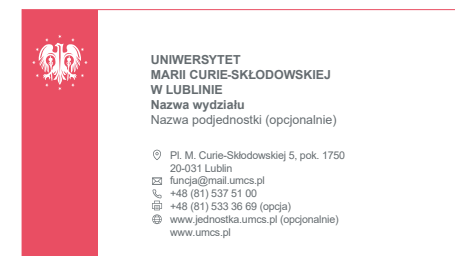 UNIWERSYTET
MARII CURIE-SKŁODOWSKIEJ
W LUBLINIE
Nazwa wydziału
Nazwa podjednostki (opcjonalnie)
Pl. M. Curie-Skłodowskiej 5, pok. 1750
20-031 Lublin
funcja@mail.umcs.pl
+48 (81) 537 51 00
+48 (81) 533 36 69 (opcja)
www.jednostka.umcs.pl (opcjonalnie)
www.umcs.pl